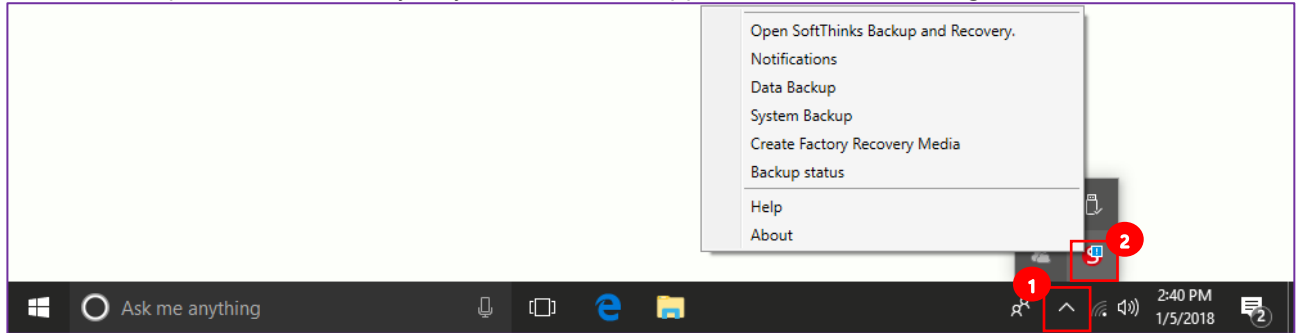 Open SoftThinks Backup and Recovery.
Notifications
Data Backup
System Backup
Create Factory Recovery Media
Backup status
Help
About
2
1
Ask me anything
2:40 PM
1/5/2018
2